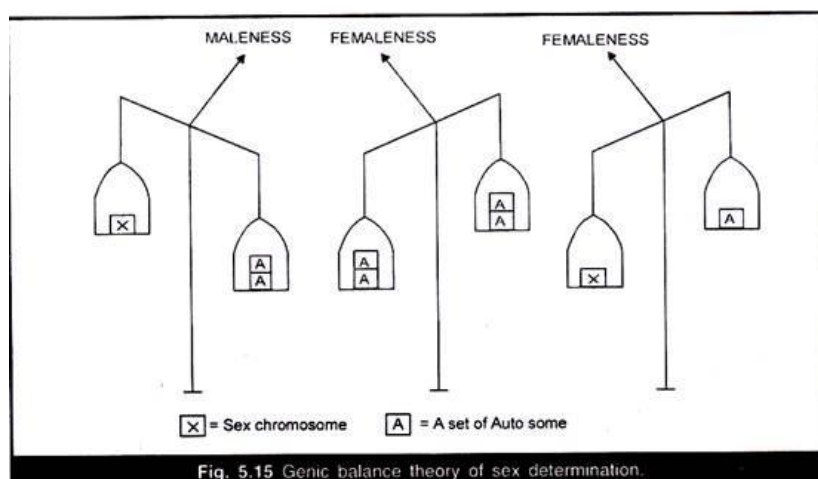 MALENESS FEMALENESS FEMALENESS
X
A
A
A
A
A
A
X
A
X = Sex chromosome A = A set of Auto some
Fig. 5.15 Genic balance theory of sex determination.